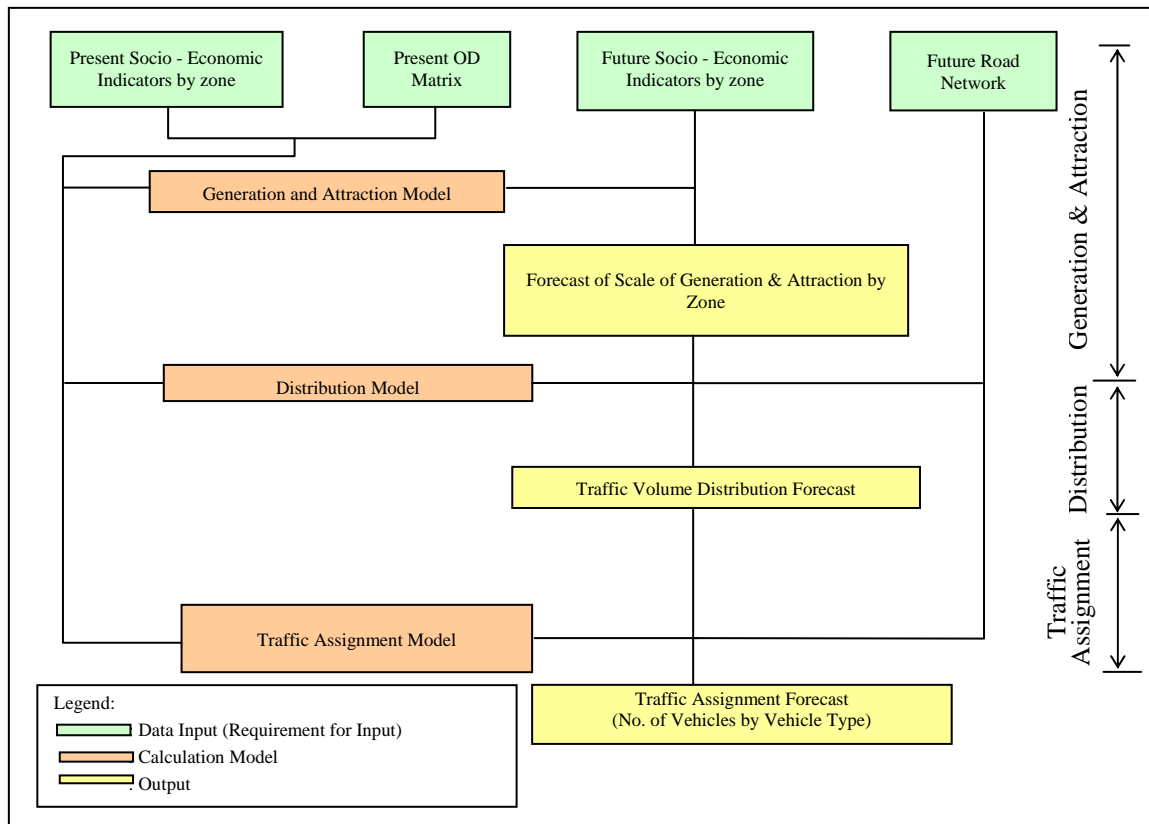 Present Socio - Economic
Indicators by zone
Present OD
Matrix
Future Socio - Economic
Indicators by zone
Future Road
Network
Generation and Attraction Model
Forecast of Scale of Generation & Attraction by
Zone
Distribution Model
Traffic Volume Distribution Forecast
Traffic Assignment Model
Traffic Assignment Forecast
(No. of Vehicles by Vehicle Type)
Generation & Attraction
Distribution
Traffic
Assignment
Legend:
: Data Input (Requirement for Input)
: Calculation Model
: Output